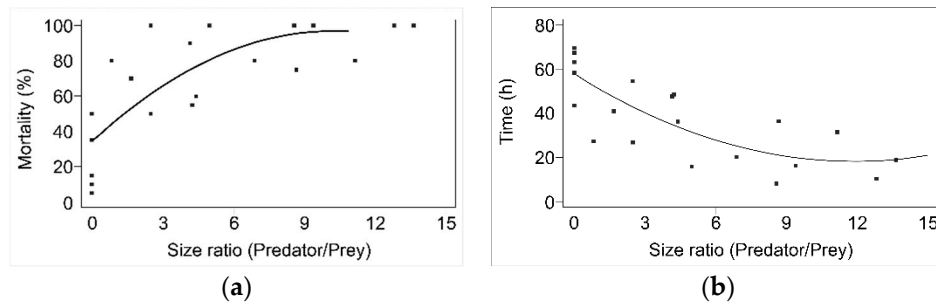 100
80
60
40
20
0
Mortality (%)
0 3 6 9 12 15
Size ratio (Predator/Prey)
(a)
80
60
40
20
0
Time (h)
0 3 6 9 12 15
Size ratio (Predator/Prey)
(b)